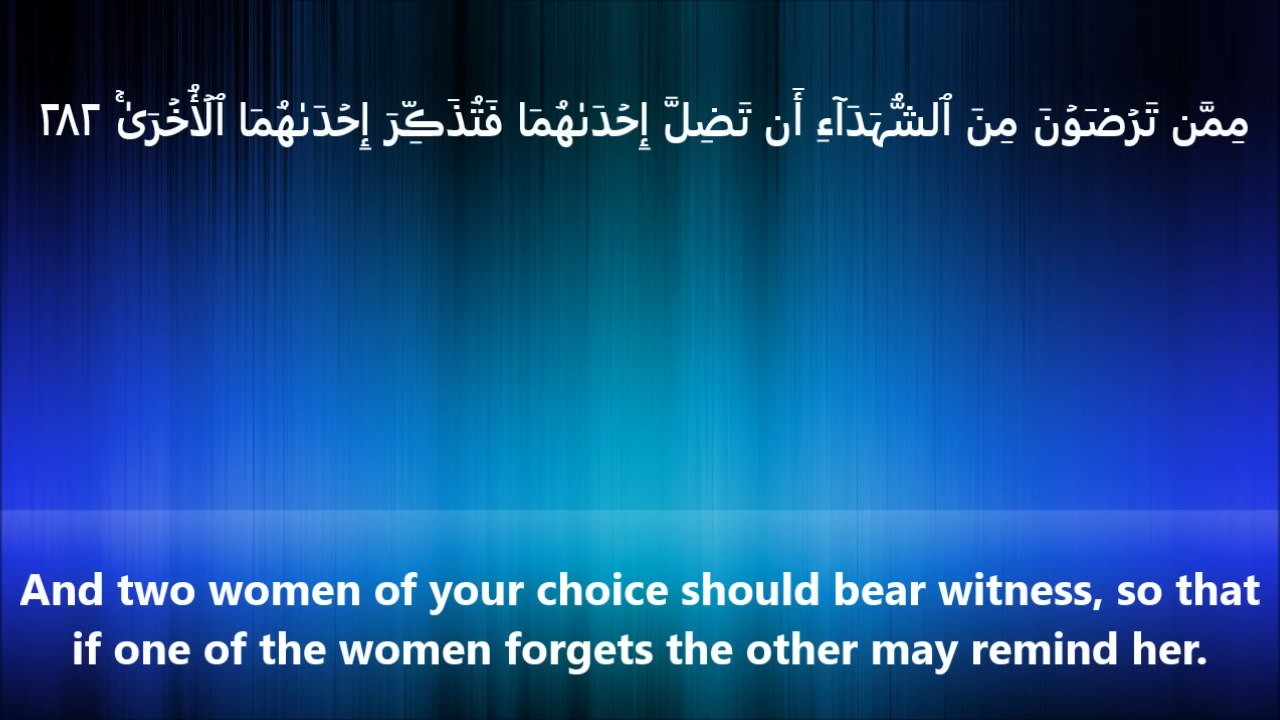 مِمَّن تَرۡضَوۡنَ مِنَ ٱلشُّهَدَآءِ أَن تَضِلَّ إِحۡدَىٰهُمَا فَتُذَكِّرَ إِحۡدَىٰهُمَا ٱلۡأُخۡرَىٰۚ ٢٨٢
And two women of your choice should bear witness, so that
if one of the women forgets the other may remind her.